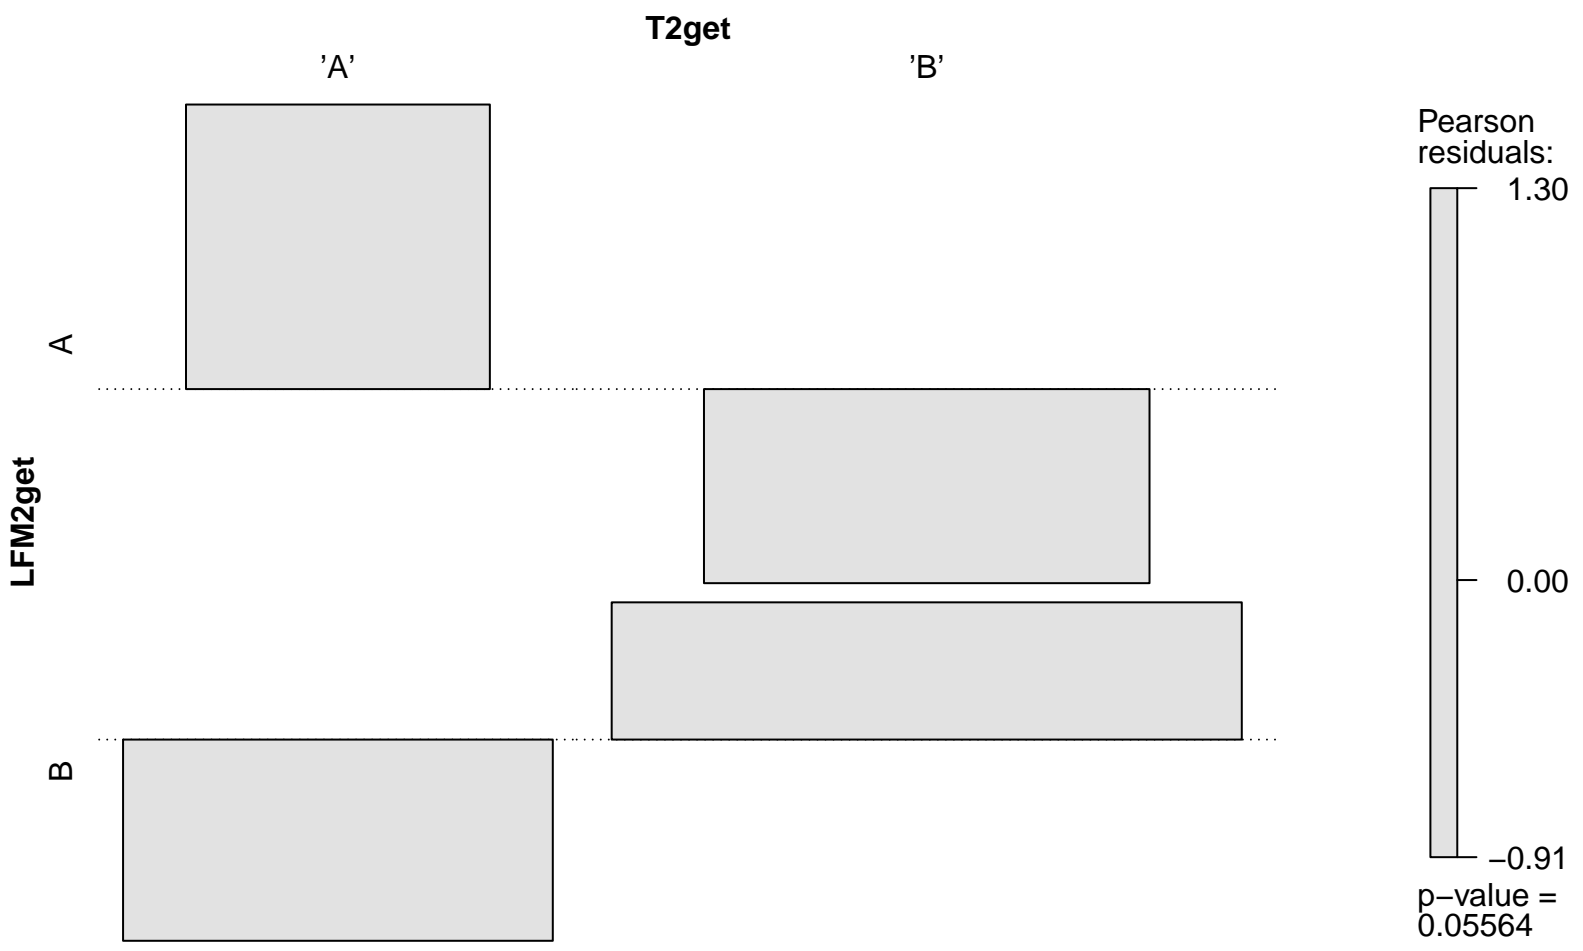 T2get
’A’ ’B’
Pearson
residuals:
1.30
A
LFM2get
0.00
B
−0.91
p−value =
0.05564